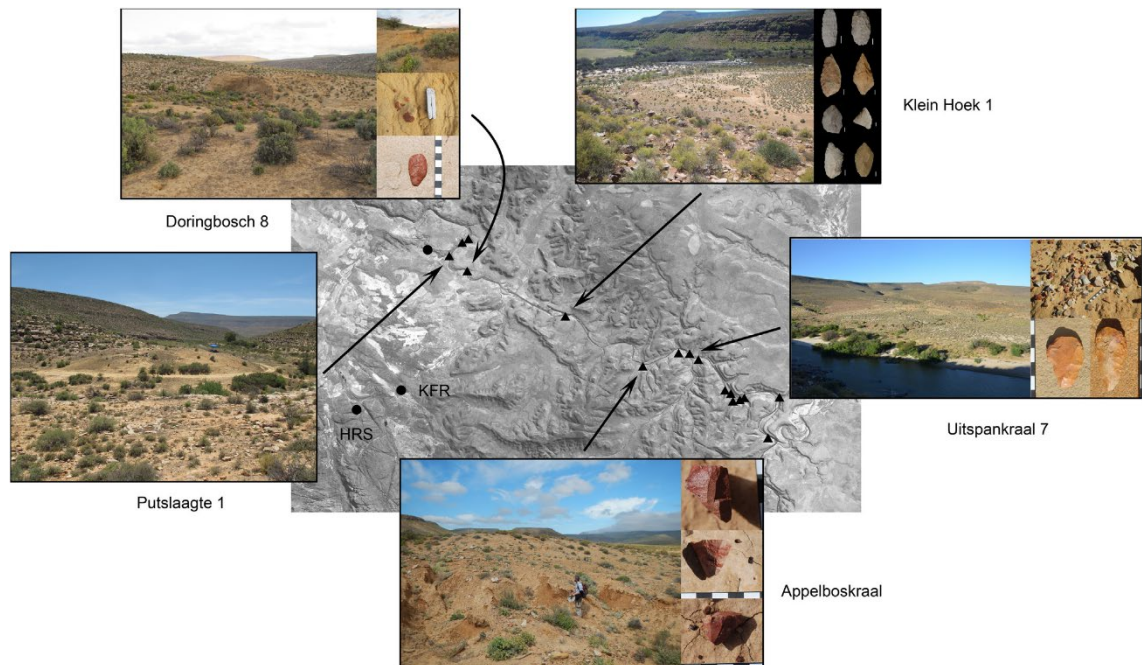 Klein Hoek 1
Doringbosch 8
KFR
HRS
Uitspankraal 7
Putslaagte 1
Appelboskraal